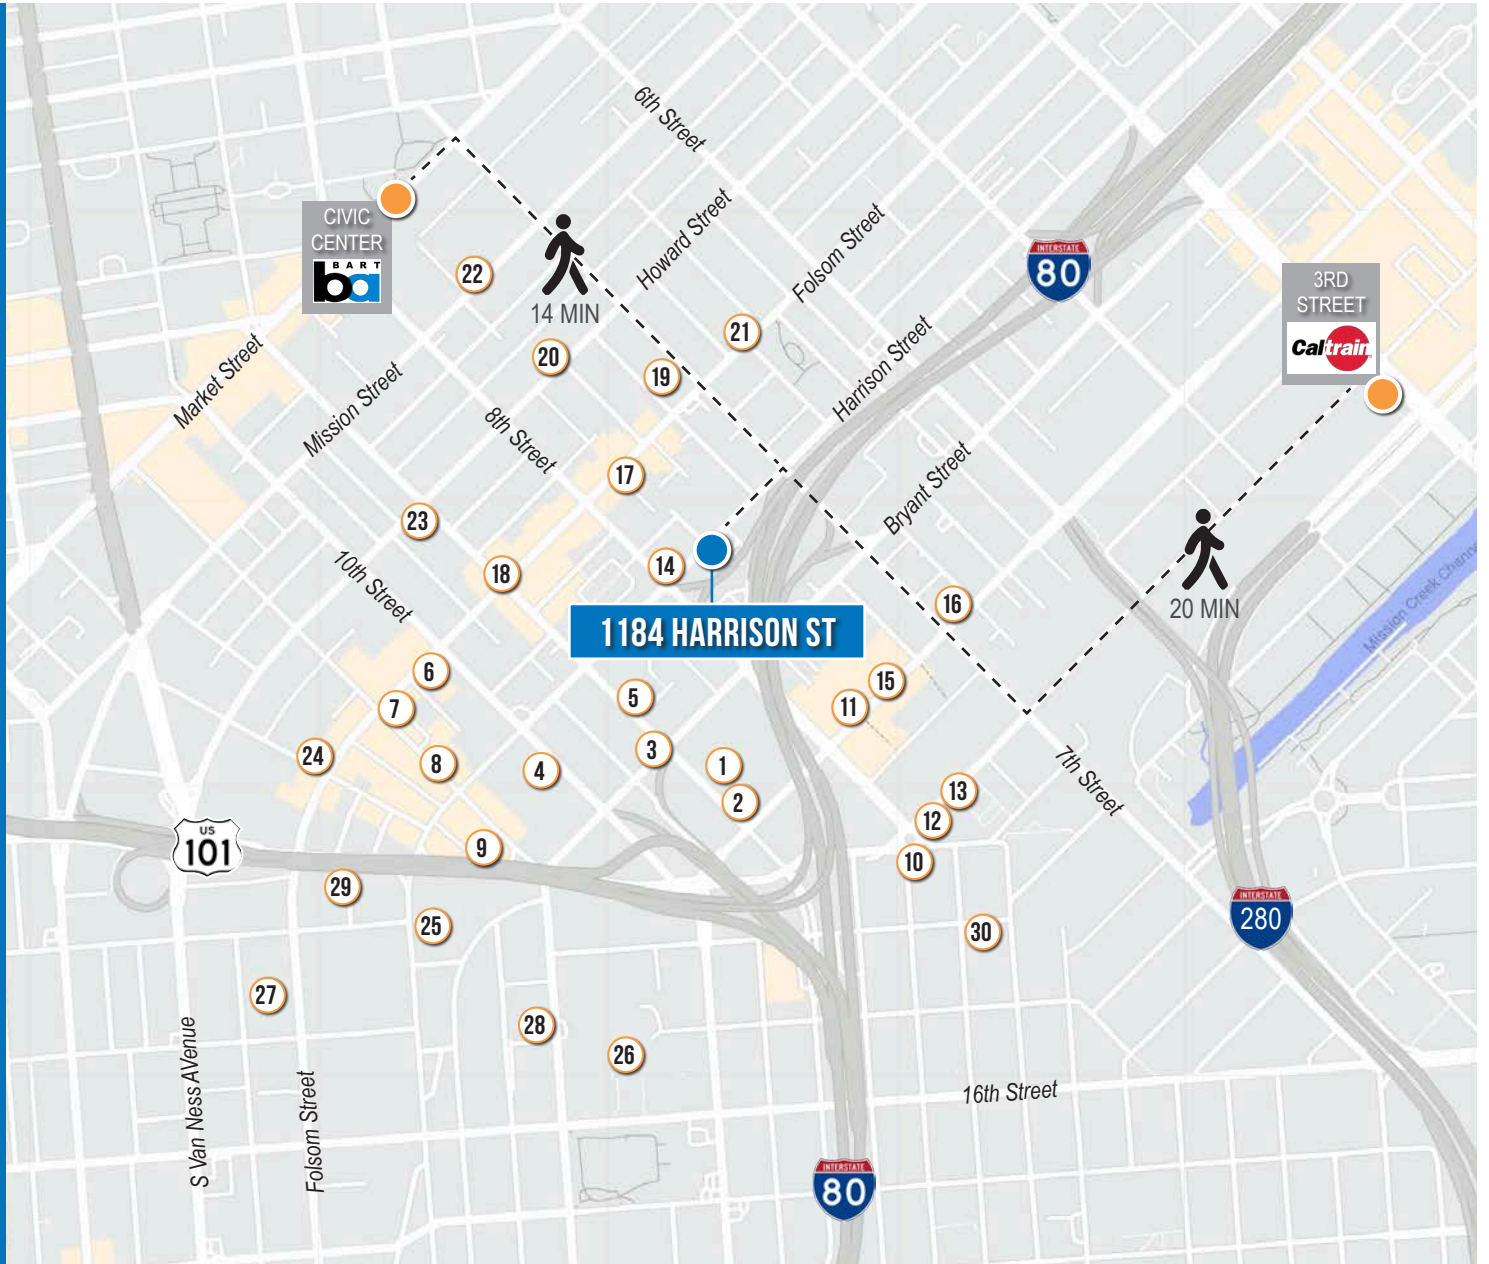 6th Street
Howard Street
Folsom Street
INTERSTATE
80
CIVIC
CENTER
BART
ba
22
14 MIN
21
3RD
STREET
Caltrain
20
19
Harrison Street
Market Street
Mission Street
8th Street
17
Bryant Street
23
14
18
10th Street
16
20 MIN
Mission Creek Channel
1184 HARRISON ST
6
5
15
11
7
24
8
4
3
1
2
7th Street
13
12
US
101
9
10
29
25
30
INTERSTATE
280
27
28
26
S Van Ness AVenue
Folsom Street
16th Street
INTERSTATE
80